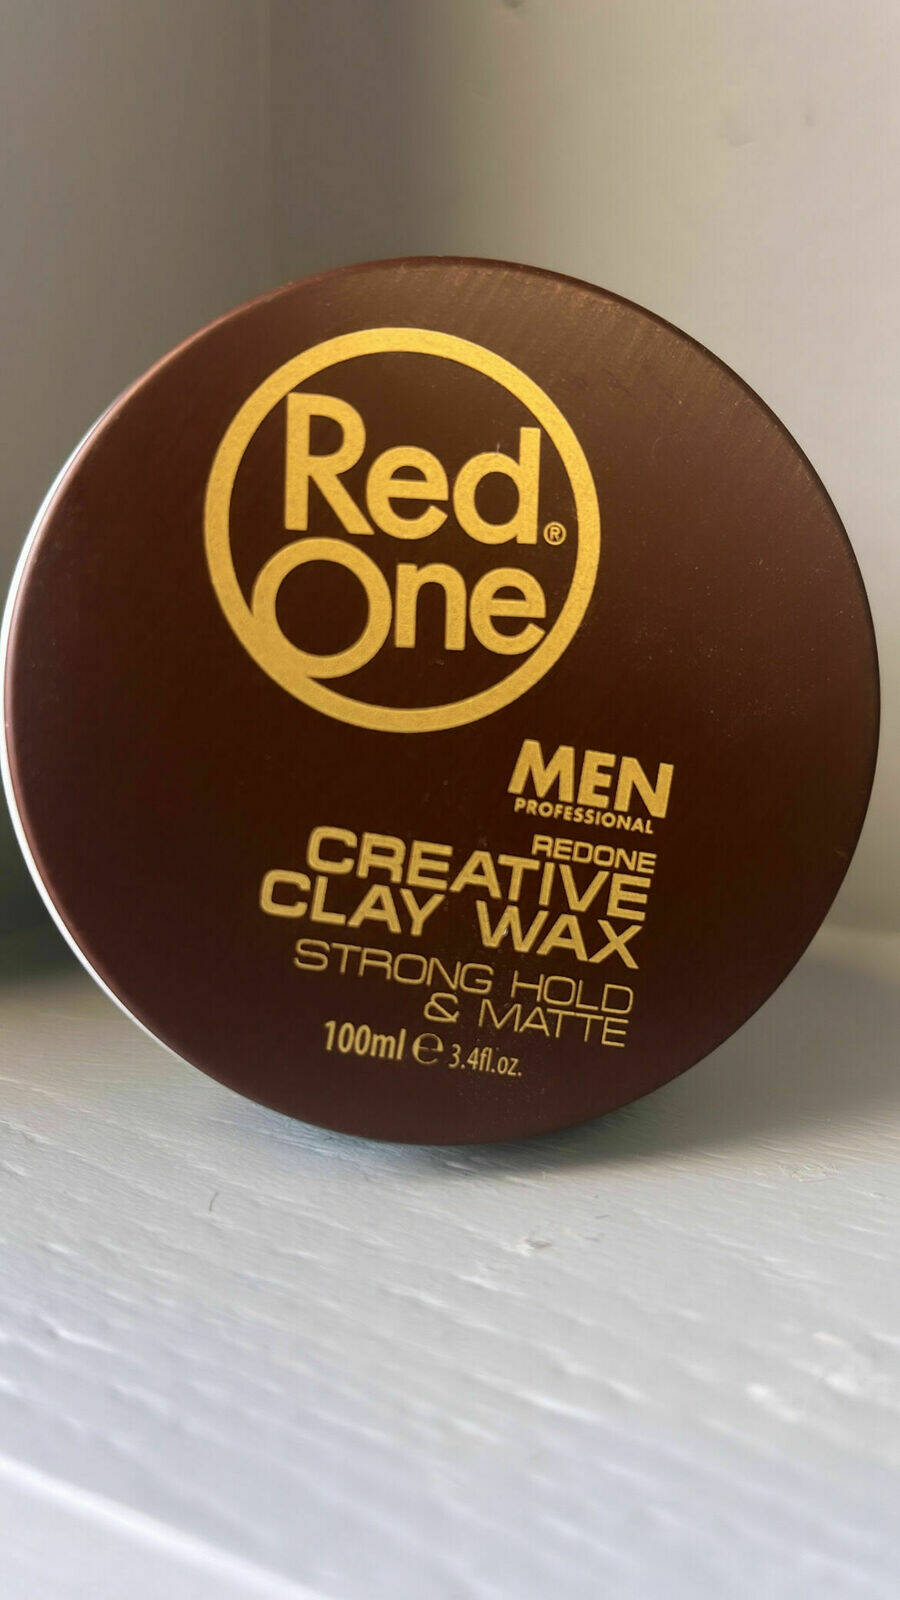 Red®
One
MEN
PROFESSIONAL
REDONE
CREATIVE
CLAY WAX
STRONG HOLD
& MATTE
100ml ℮ 3.4fl.oz.